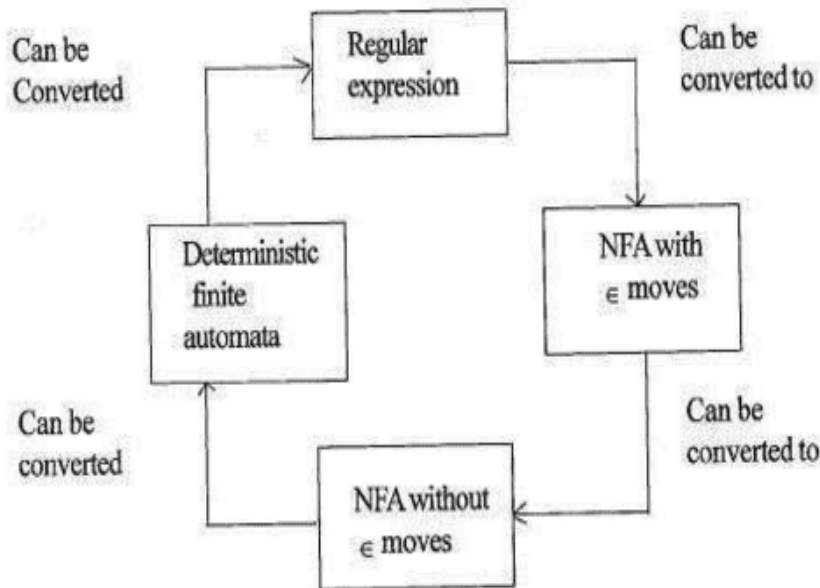 Can be
Converted
Regular
expression
Can be
converted to
Deterministic
finite
automata
NFA with
∈ moves
Can be
converted
NFA without
∈ moves
Can be
converted to